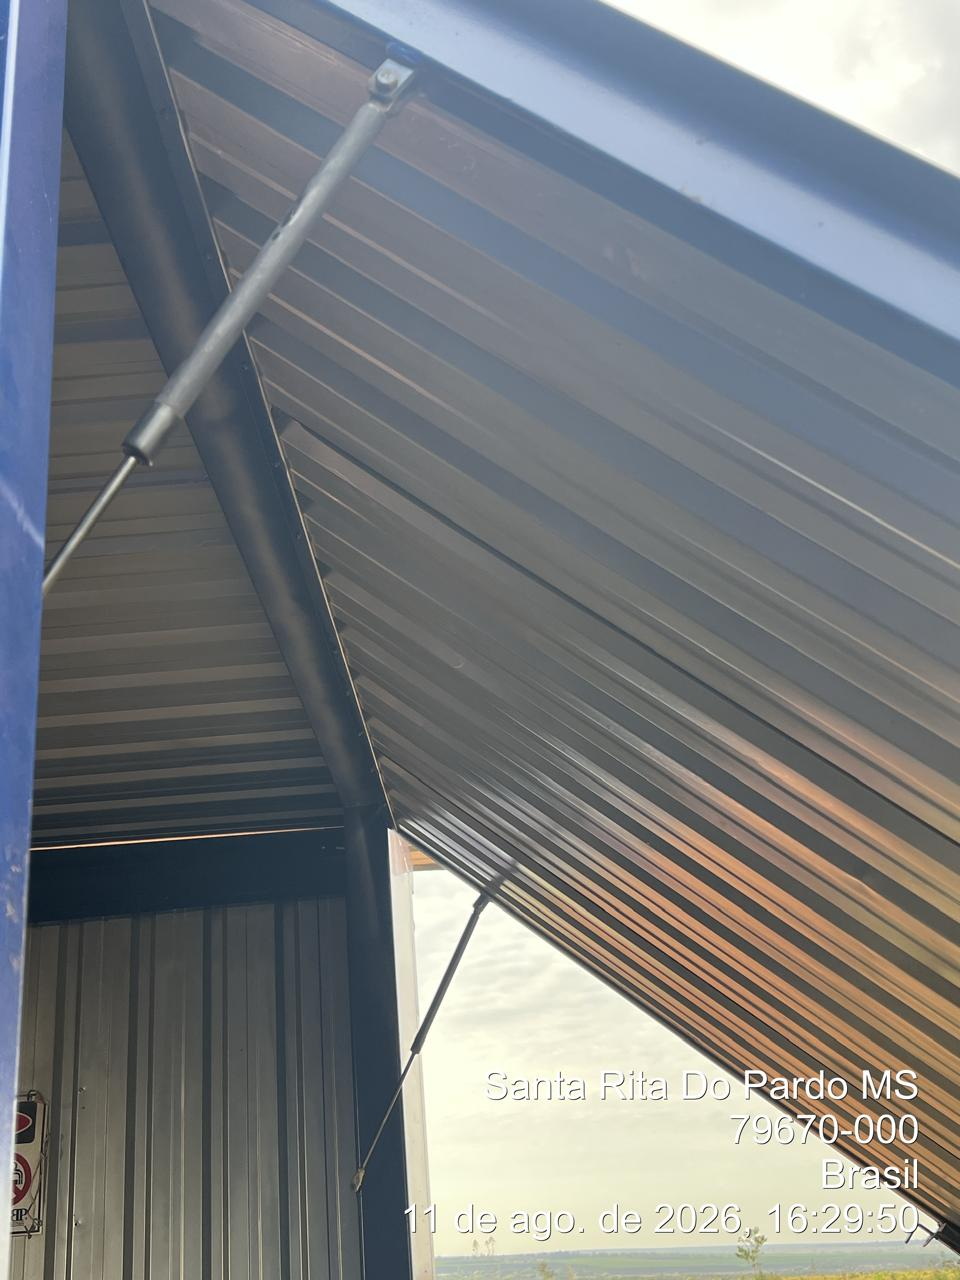 Santa Rita Do Pardo MS
79670-000
Brasil
11 de ago. de 2026, 16:29:50